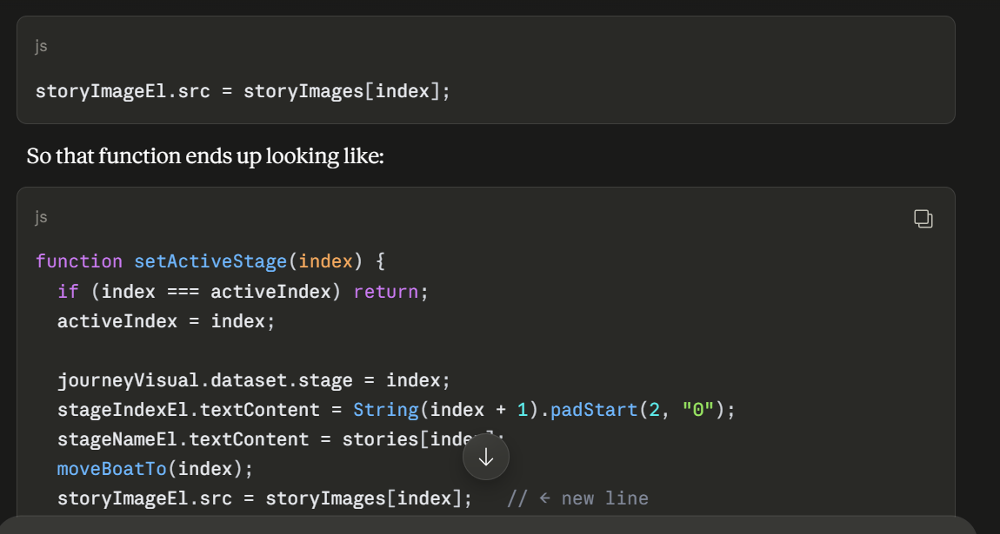 js
storyImageEl.src = storyImages[index];
So that function ends up looking like:
js
function setActiveStage(index) {
if (index === activeIndex) return;
activeIndex = index;
journeyVisual.dataset.stage = index;
stageIndexEl.textContent = String(index + 1).padStart(2, "0");
stageNameEl.textContent = stories[
moveBoatTo(index);
storyImageEl.src = storyImages[index]; // ← new line